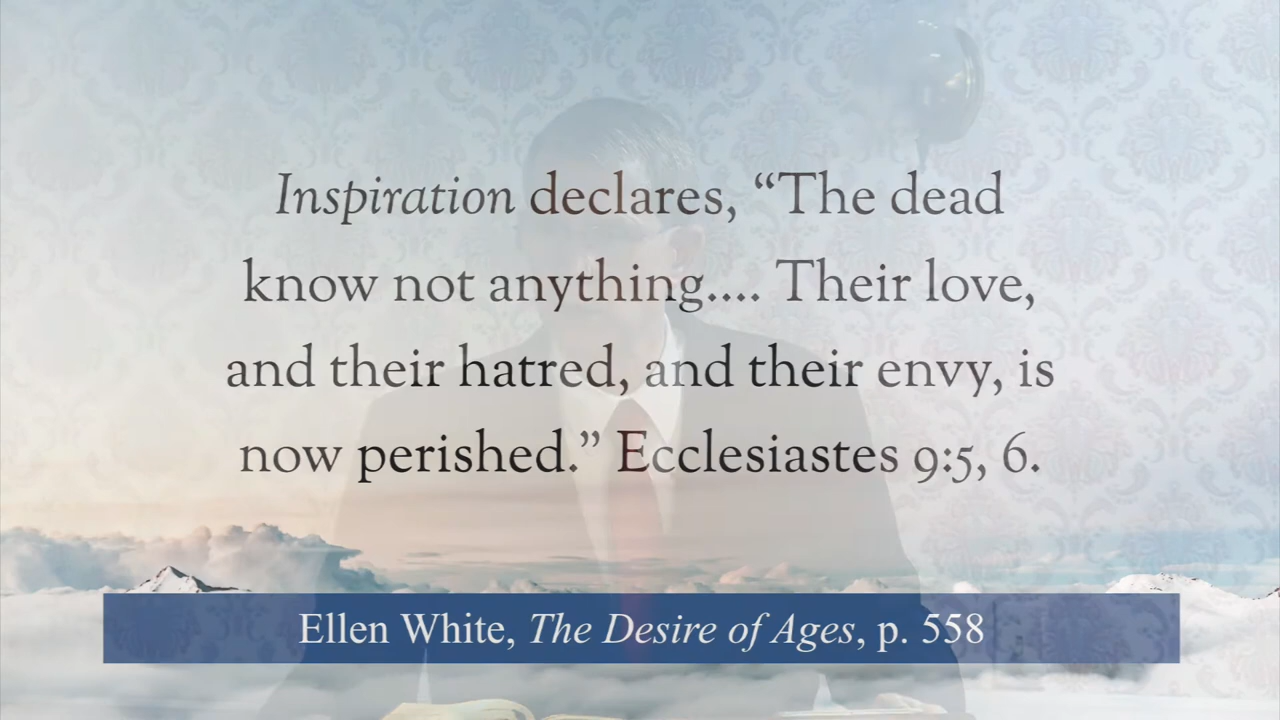 Inspiration declares, “The dead
know not anything.... Their love,
and their hatred, and their envy, is
now perished.” Ecclesiastes 9:5, 6.
Ellen White, The Desire of Ages, p. 558